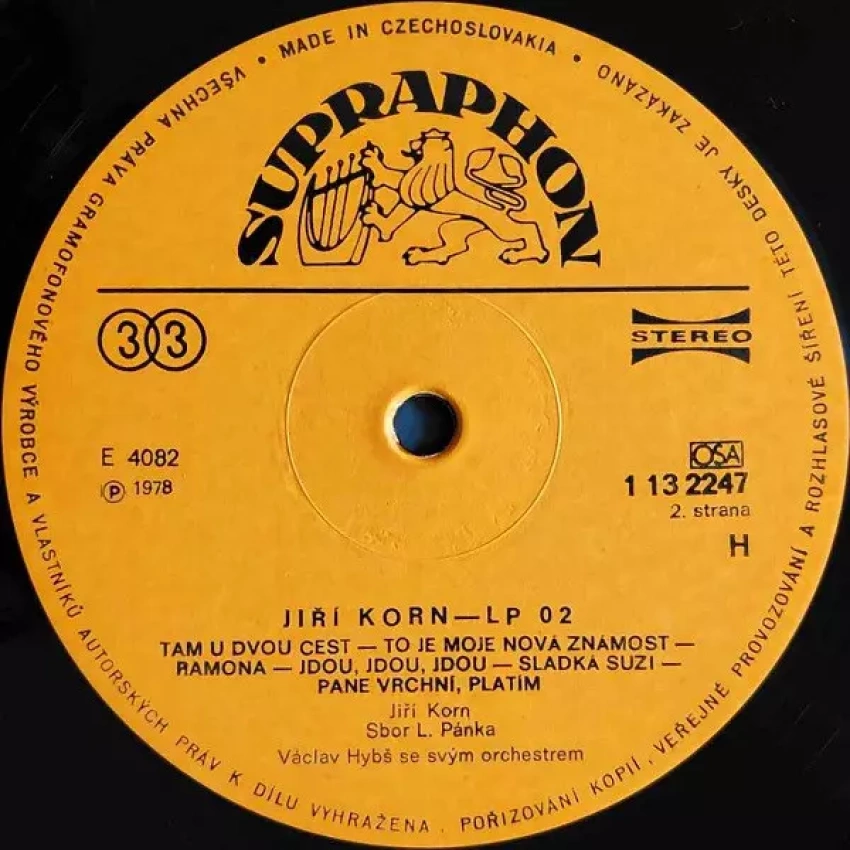 • MADE IN CZECHOSLOVAKIA •
VŠECHNA PRÁVA GRAMOFONOVÉHO VÝROBCE A VLASTNÍKŮ AUTORSKÝCH PRÁV K DÍLU VYHRAŽENA. POŘIZOVÁNÍ KOPIÍ, VEŘEJNÉ PROVOZOVÁNÍ A ROZHLASOVÉ ŠÍŘENÍ TÉTO DESKY JE ZAKÁZÁNO
SUPRAPHON
33
STEREO
E 4082
Ⓟ 1978
OSA
1 13 2247
2. strana
H
JIŘÍ KORN — LP 02
TAM U DVOU CEST — TO JE MOJE NOVÁ ZNÁMOST —
RAMONA — JDOU, JDOU, JDOU — SLADKÁ SUZI —
PANE VRCHNÍ, PLATÍM
Jiří Korn
Sbor L. Pánka
Václav Hybš se svým orchestrem